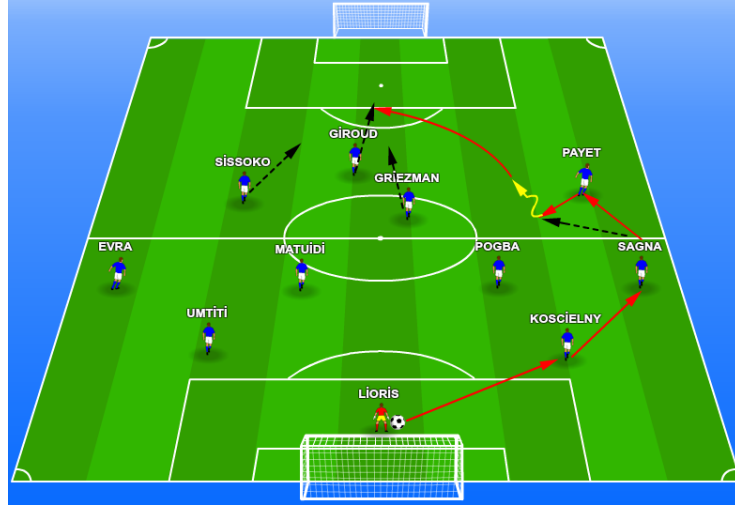 GİROUD
SİSSOKO
PAYET
GRİEZMAN
EVRA
MATUİDİ
POGBA
SAGNA
UMTİTİ
KOSCİELNY
LİORİS